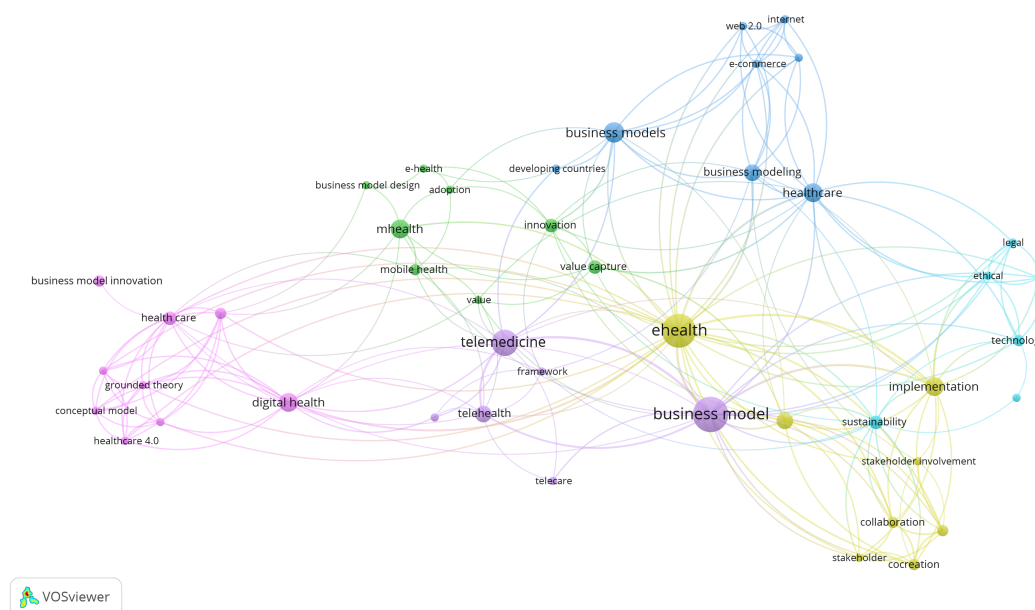 internet
web 2.0
e-commerce
business models
e-health
developing countries
business modeling
business model design
adoption
healthcare
innovation
mhealth
legal
value capture
mobile health
ethical
business model innovation
value
health care
ehealth
telemedicine
technolo
framework
grounded theory
implementation
digital health
conceptual model
telehealth
business model
sustainability
healthcare 4.0
stakeholder involvement
telecare
collaboration
stakeholder
cocreation
VOSviewer